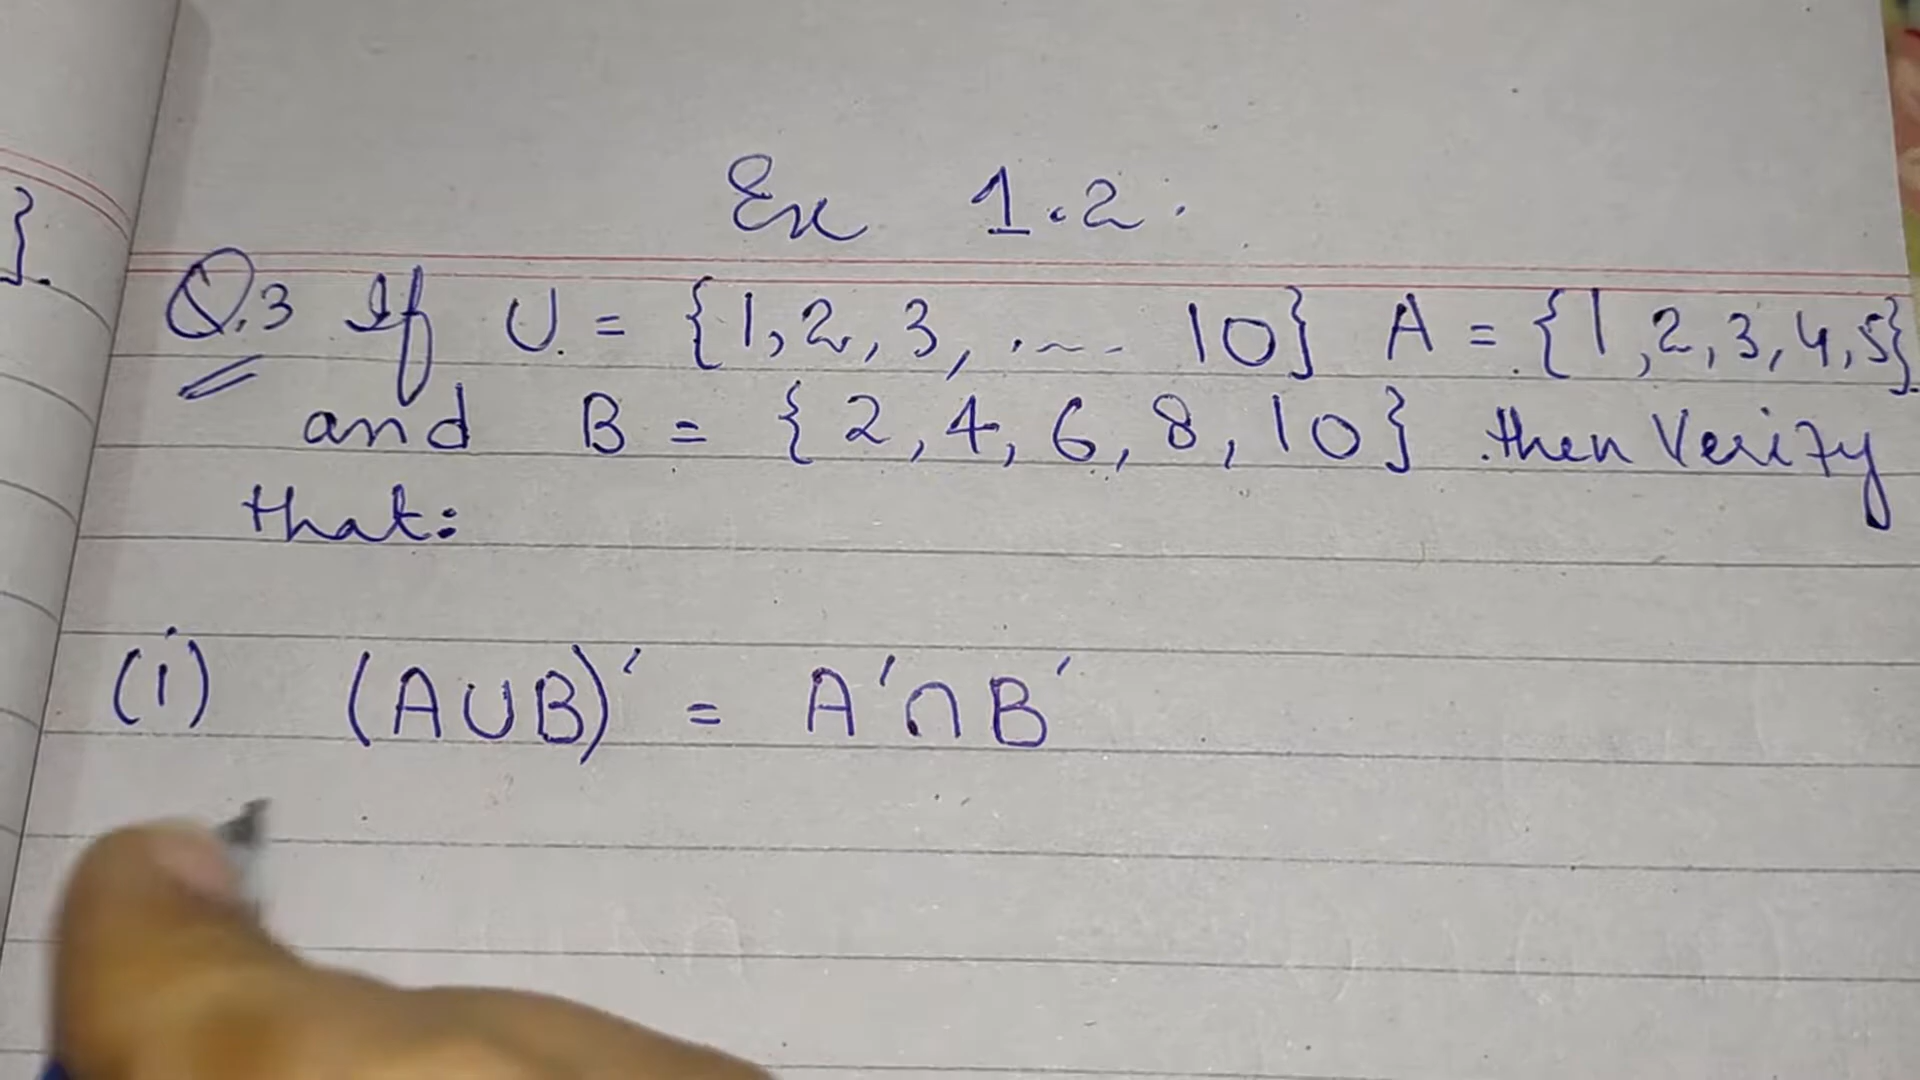 Ex 1.2.
}.
Q.3 If U = {1,2,3, .... 10} A = {1,2,3,4,5}
and B = {2,4,6,8,10} then Verify
that:
(i) (A∪B)′ = A′∩B′